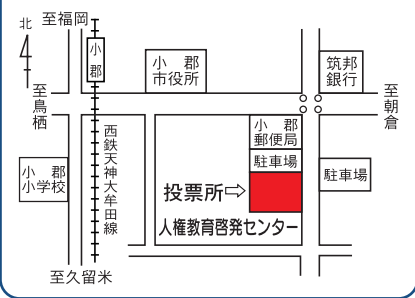 北
至福岡
小郡
小郡
市役所
筑邦
銀行
至鳥栖
至朝倉
小郡
郵便局
西鉄天神大牟田線
駐車場
小郡
小学校
駐車場
投票所
人権教育啓発センター
至久留米